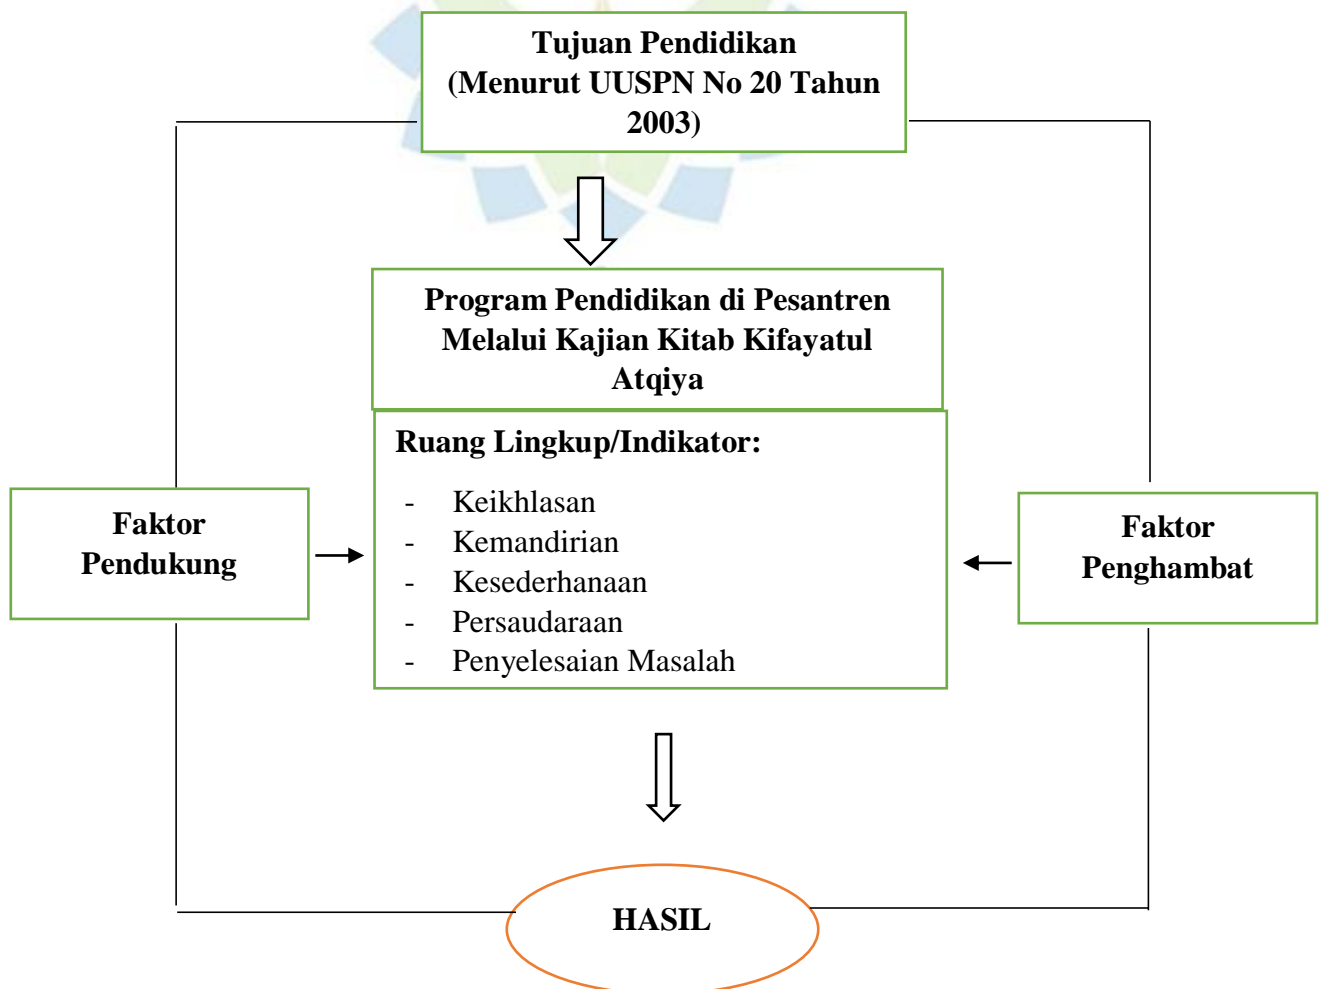 Tujuan Pendidikan
(Menurut UUSPN No 20 Tahun
2003)
Program Pendidikan di Pesantren
Melalui Kajian Kitab Kifayatul
Atqiya
Ruang Lingkup/Indikator:
- Keikhlasan
- Kemandirian
- Kesederhanaan
- Persaudaraan
- Penyelesaian Masalah
Faktor
Pendukung
Faktor
Penghambat
HASIL